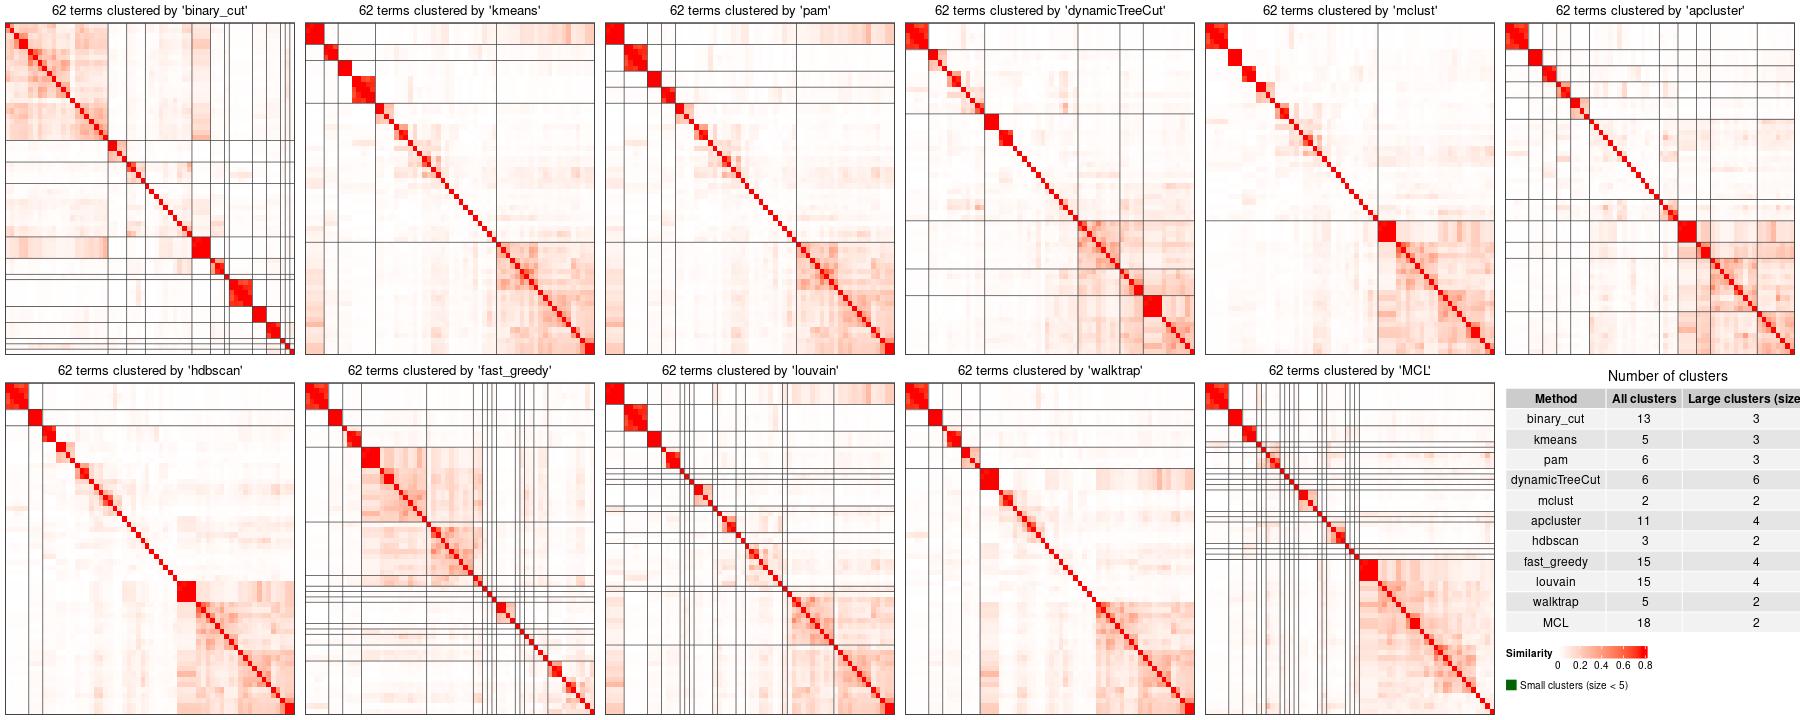 62 terms clustered by 'binary_cut'
62 terms clustered by 'kmeans'
62 terms clustered by 'pam'
62 terms clustered by 'dynamicTreeCut'
62 terms clustered by 'mclust'
62 terms clustered by 'apcluster'
62 terms clustered by 'hdbscan'
62 terms clustered by 'fast_greedy'
62 terms clustered by 'louvain'
62 terms clustered by 'walktrap'
62 terms clustered by 'MCL'
Number of clusters
Method All clusters Large clusters (size
binary_cut 13 3
kmeans 5 3
pam 6 3
dynamicTreeCut 6 6
mclust 2 2
apcluster 11 4
hdbscan 3 2
fast_greedy 15 4
louvain 15 4
walktrap 5 2
MCL 18 2
Similarity
0 0.2 0.4 0.6 0.8
Small clusters (size < 5)